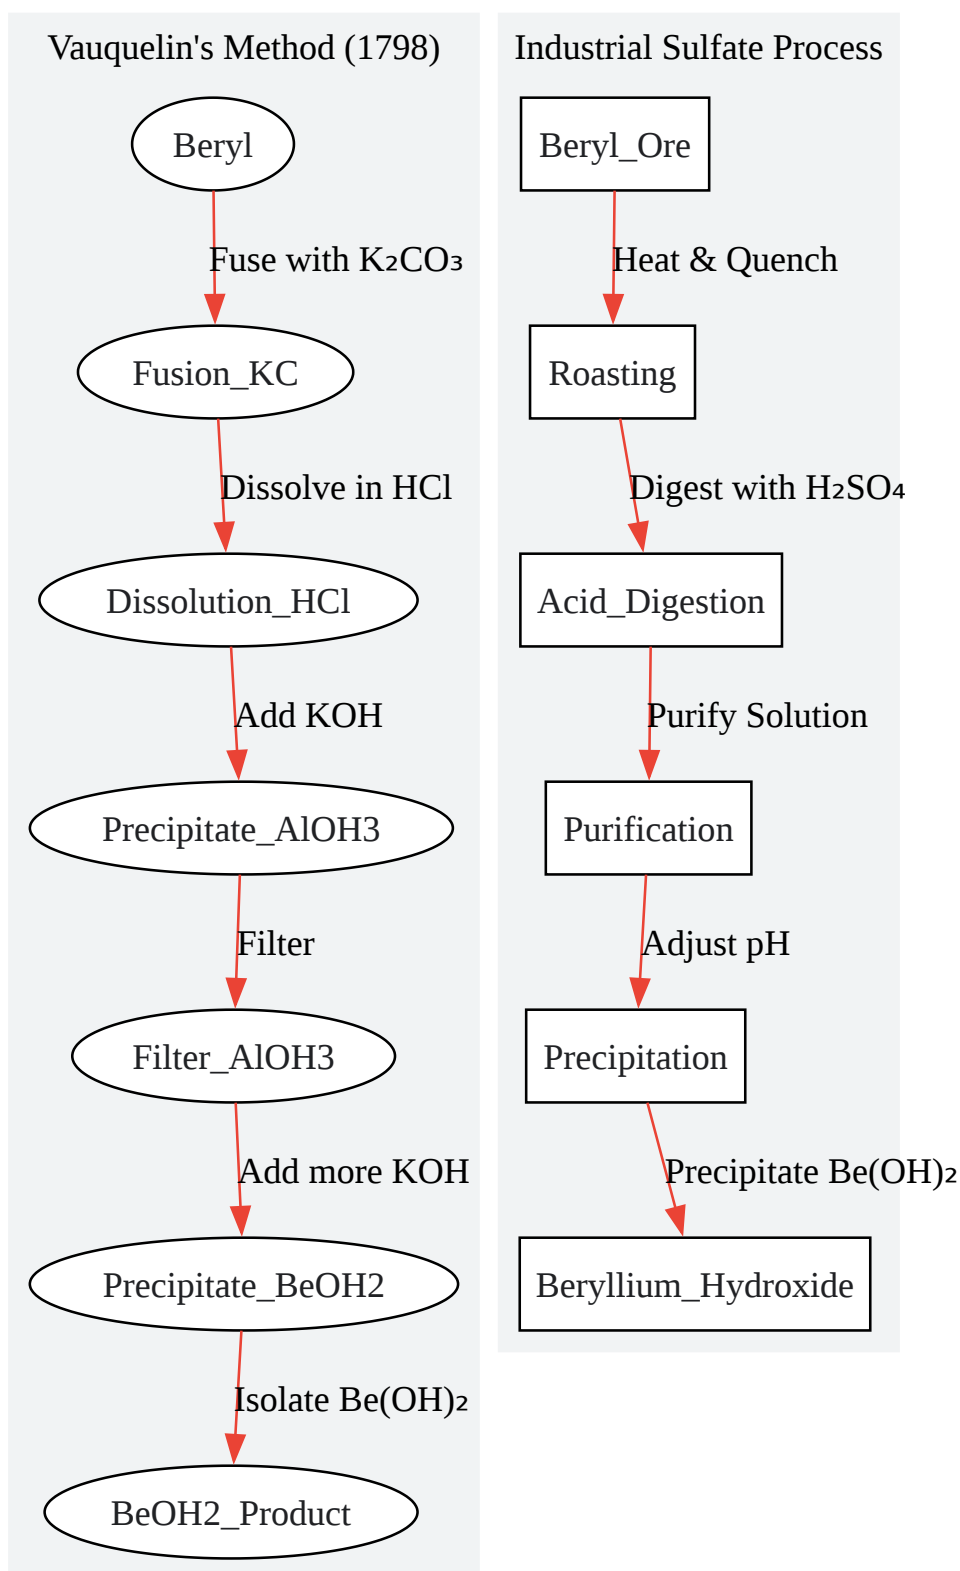 Vauquelin's Method (1798)
Beryl
Fuse with K₂CO₃
Fusion_KC
Dissolve in HCl
Dissolution_HCl
Add KOH
Precipitate_AlOH3
Filter
Filter_AlOH3
Add more KOH
Precipitate_BeOH2
Isolate Be(OH)₂
BeOH2_Product
Industrial Sulfate Process
Beryl_Ore
Heat & Quench
Roasting
Digest with H₂SO₄
Acid_Digestion
Purify Solution
Purification
Adjust pH
Precipitation
Precipitate Be(OH)₂
Beryllium_Hydroxide